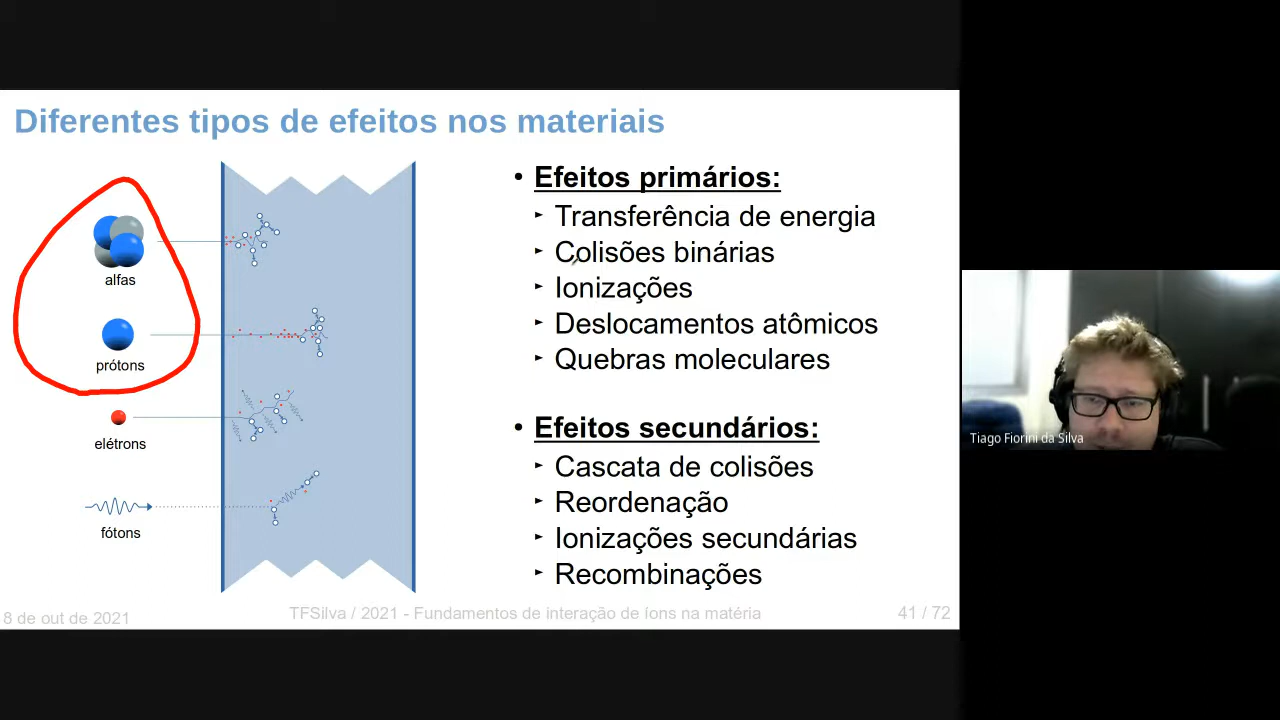 Diferentes tipos de efeitos nos materiais
alfas
prótons
elétrons
fótons
• Efeitos primários:
Transferência de energia
Colisões binárias
Ionizações
Deslocamentos atômicos
Quebras moleculares
• Efeitos secundários:
Cascata de colisões
Reordenação
Ionizações secundárias
Recombinações
8 de out de 2021
TFSilva / 2021 - Fundamentos de interação de íons na matéria
41 / 72
Tiago Fiorini da Silva